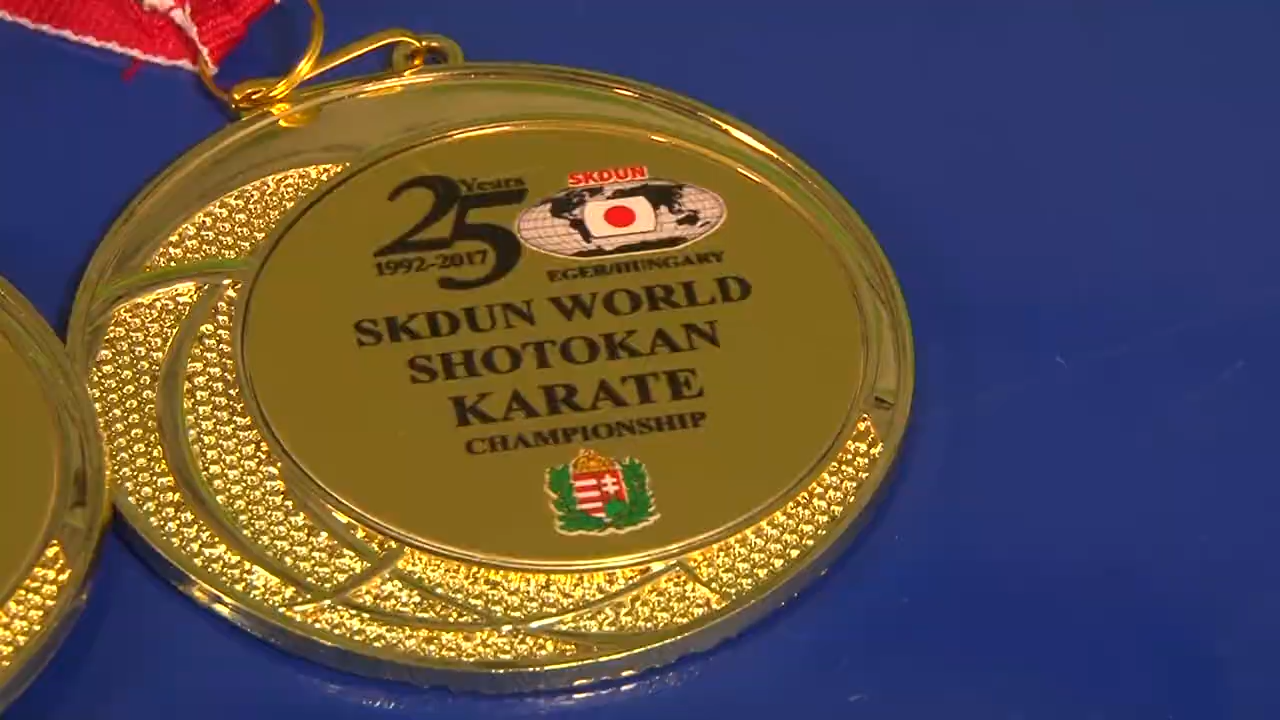 25 Years
1992-2017
SKDUN
EGER/HUNGARY
SKDUN WORLD
SHOTOKAN
KARATE
CHAMPIONSHIP